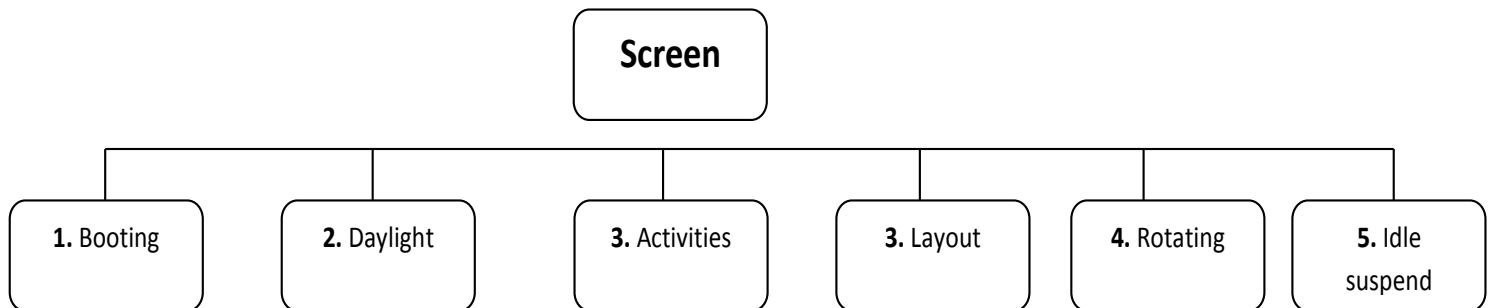 Screen
1. Booting
2. Daylight
3. Activities
3. Layout
4. Rotating
5. Idle
suspend